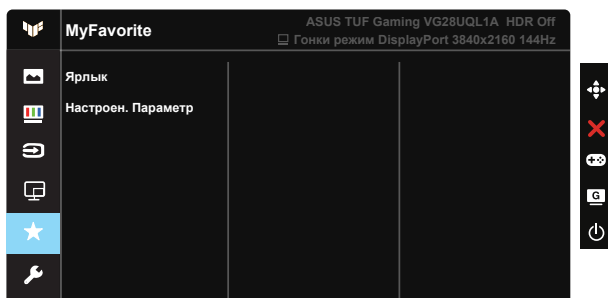 MyFavorite
ASUS TUF Gaming VG28UQL1A HDR Off
Гонки режим DisplayPort 3840x2160 144Hz
Ярлык
Настроен. Параметр
G